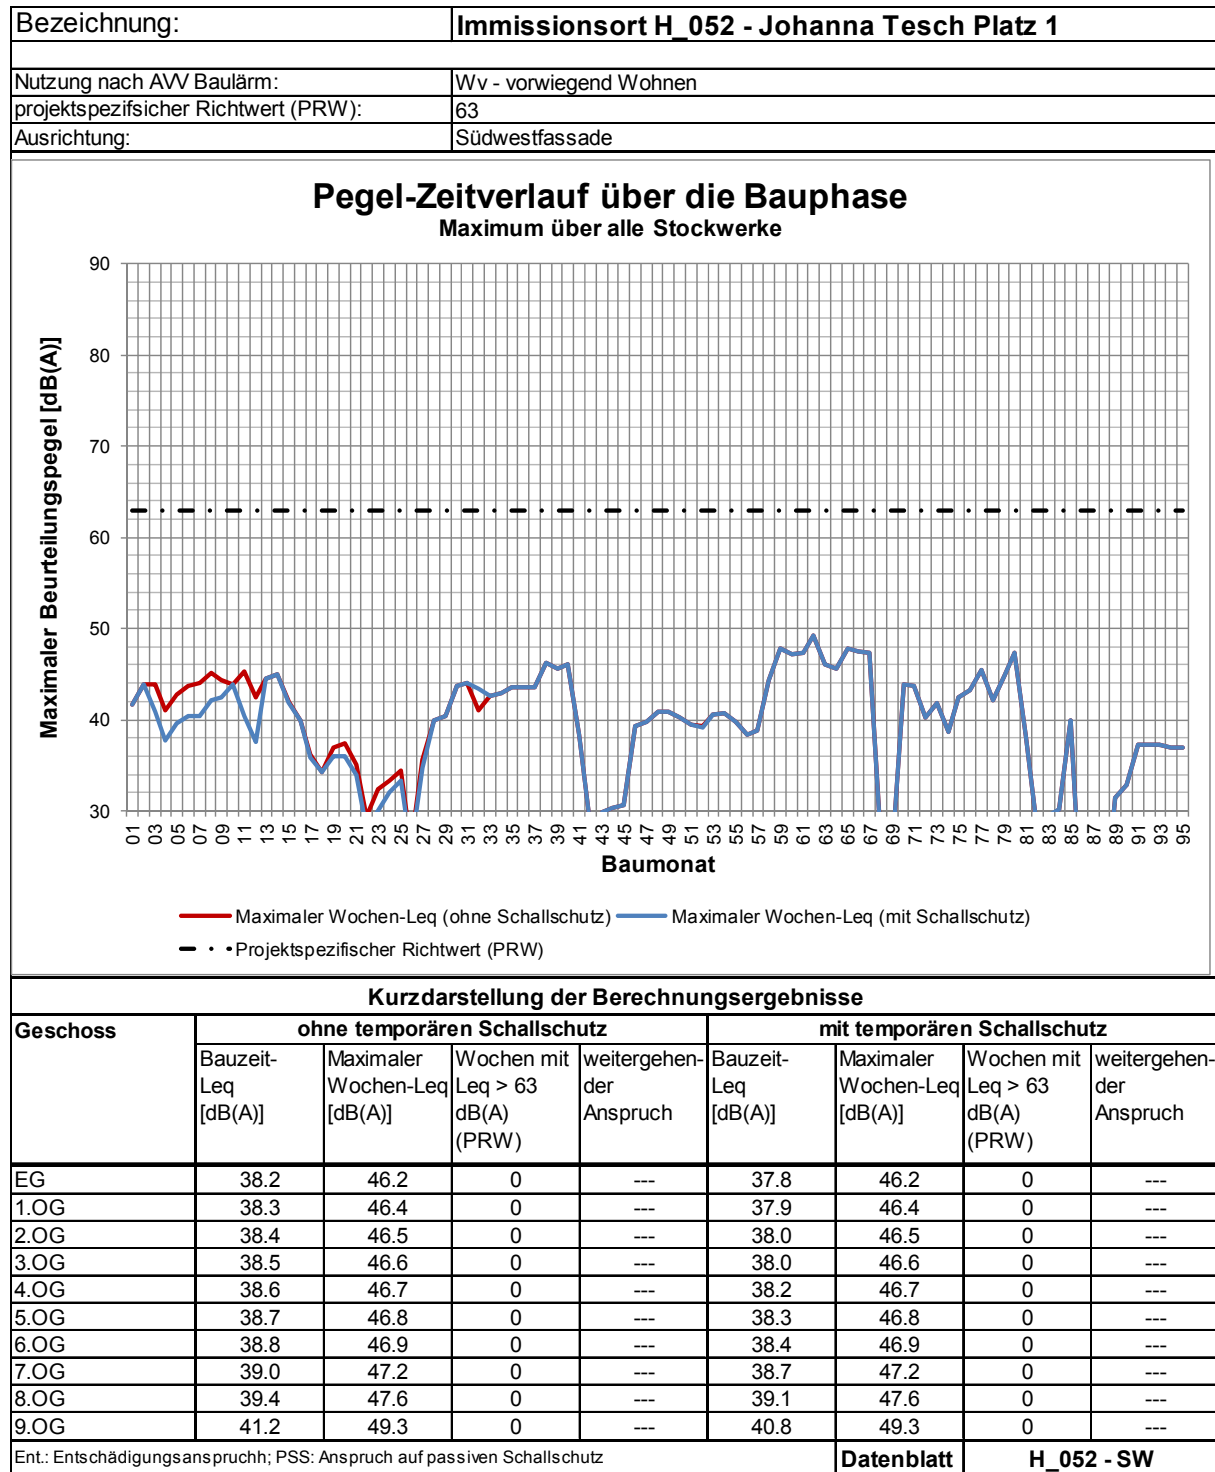 Bezeichnung: Immissionsort H_052 - Johanna Tesch Platz 1
Nutzung nach AVV Baulärm: Wv - vorwiegend Wohnen
projektspezifsicher Richtwert (PRW): 63
Ausrichtung: Südwestfassade
Pegel-Zeitverlauf über die Bauphase
Maximum über alle Stockwerke
Maximaler Beurteilungspegel [dB(A)]
90
80
70
60
50
40
30
01 03 05 07 09 11 13 15 17 19 21 23 25 27 29 31 33 35 37 39 41 43 45 47 49 51 53 55 57 59 61 63 65 67 69 71 73 75 77 79 81 83 85 87 89 91 93 95
Baumonat
Maximaler Wochen-Leq (ohne Schallschutz) Maximaler Wochen-Leq (mit Schallschutz)
Projektspezifischer Richtwert (PRW)
Kurzdarstellung der Berechnungsergebnisse
Geschoss ohne temporären Schallschutz mit temporären Schallschutz
Bauzeit- Maximaler Wochen mit weitergehen- Bauzeit- Maximaler Wochen mit weitergehen-
Leq Wochen-Leq Leq > 63 der Leq Wochen-Leq Leq > 63 der
[dB(A)] [dB(A)] dB(A) Anspruch [dB(A)] [dB(A)] dB(A) Anspruch
(PRW) (PRW)
EG 38.2 46.2 0 --- 37.8 46.2 0 ---
1.OG 38.3 46.4 0 --- 37.9 46.4 0 ---
2.OG 38.4 46.5 0 --- 38.0 46.5 0 ---
3.OG 38.5 46.6 0 --- 38.0 46.6 0 ---
4.OG 38.6 46.7 0 --- 38.2 46.7 0 ---
5.OG 38.7 46.8 0 --- 38.3 46.8 0 ---
6.OG 38.8 46.9 0 --- 38.4 46.9 0 ---
7.OG 39.0 47.2 0 --- 38.7 47.2 0 ---
8.OG 39.4 47.6 0 --- 39.1 47.6 0 ---
9.OG 41.2 49.3 0 --- 40.8 49.3 0 ---
Ent.: Entschädigungsanspruchh; PSS: Anspruch auf passiven Schallschutz Datenblatt H_052 - SW